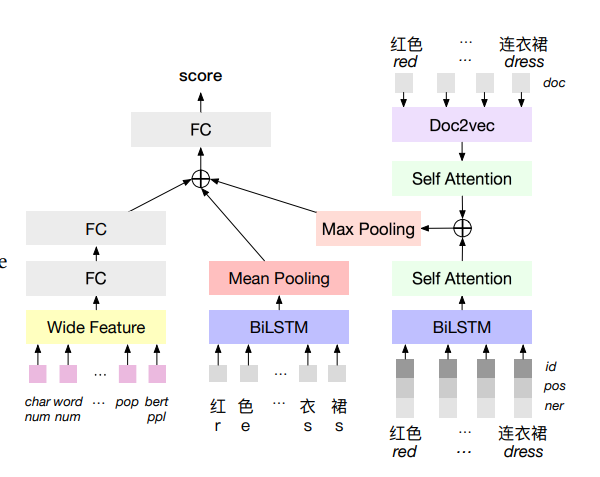 红色 ... 连衣裙
red ... dress
doc
score
FC
Doc2vec
Self Attention
FC
Max Pooling
e
FC
Mean Pooling
Self Attention
Wide Feature
BiLSTM
BiLSTM
...
...
id
pos
ner
char word ... pop bert
num num ppl
红 色 ... 衣 裙
r e s s
红色 ... 连衣裙
red ... dress